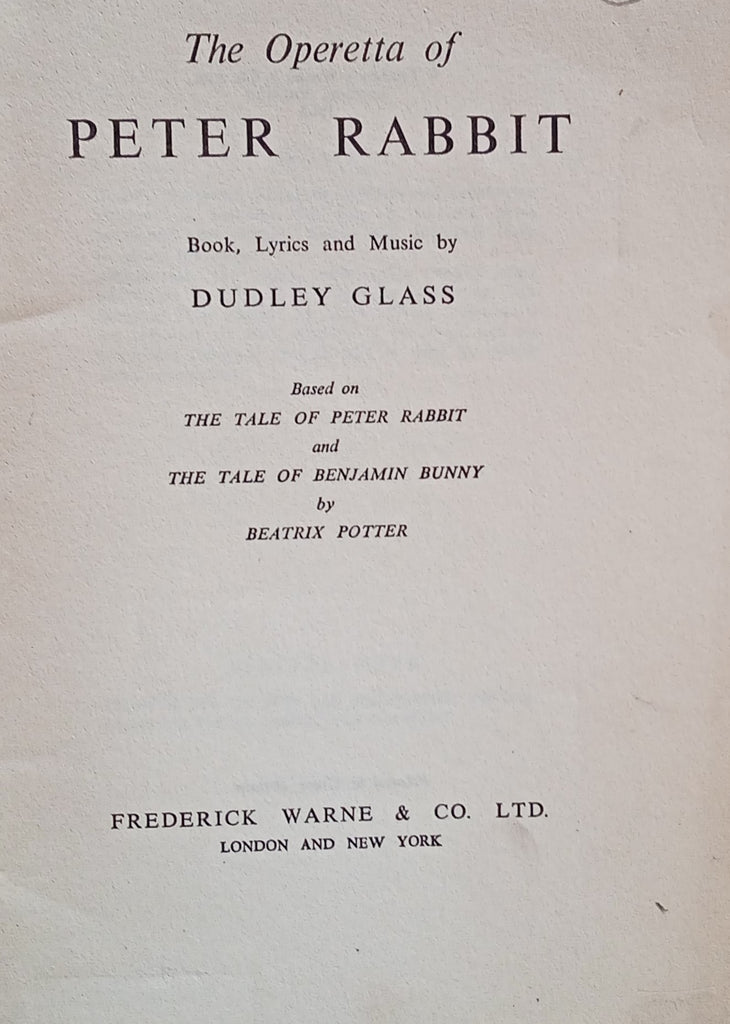 The Operetta of
PETER RABBIT
Book, Lyrics and Music by
DUDLEY GLASS
Based on
THE TALE OF PETER RABBIT
and
THE TALE OF BENJAMIN BUNNY
by
BEATRIX POTTER
FREDERICK WARNE & CO. LTD.
LONDON AND NEW YORK